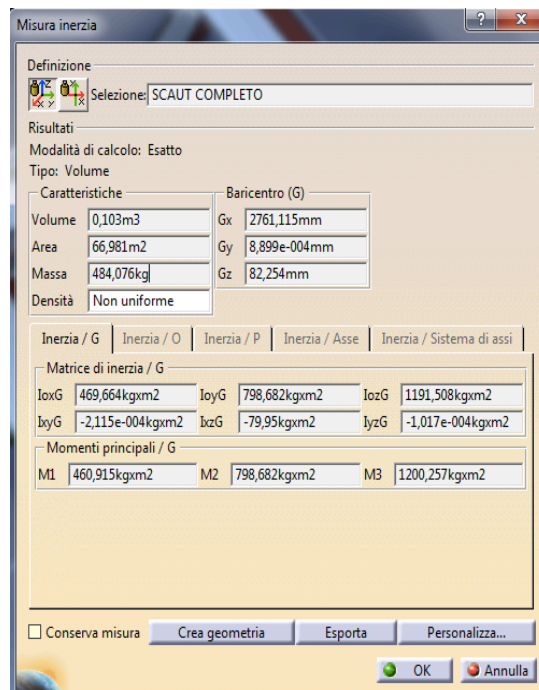 Misura inerzia
Definizione
Selezione: SCAUT COMPLETO
Risultati
Modalità di calcolo: Esatto
Tipo: Volume
Caratteristiche Baricentro (G)
Volume 0,103m3 Gx 2761,115mm
Area 66,981m2 Gy 8,899e-004mm
Massa 484,076kg Gz 82,254mm
Densità Non uniforme
Inerzia / G Inerzia / O Inerzia / P Inerzia / Asse Inerzia / Sistema di assi
Matrice di inerzia / G
IoxG 469,664kgxm2 IoyG 798,682kgxm2 IozG 1191,508kgxm2
IxyG -2,115e-004kgxm2 IxzG -79,95kgxm2 IyzG -1,017e-004kgxm2
Momenti principali / G
M1 460,915kgxm2 M2 798,682kgxm2 M3 1200,257kgxm2
Conserva misura Crea geometria Esporta Personalizza...
OK Annulla